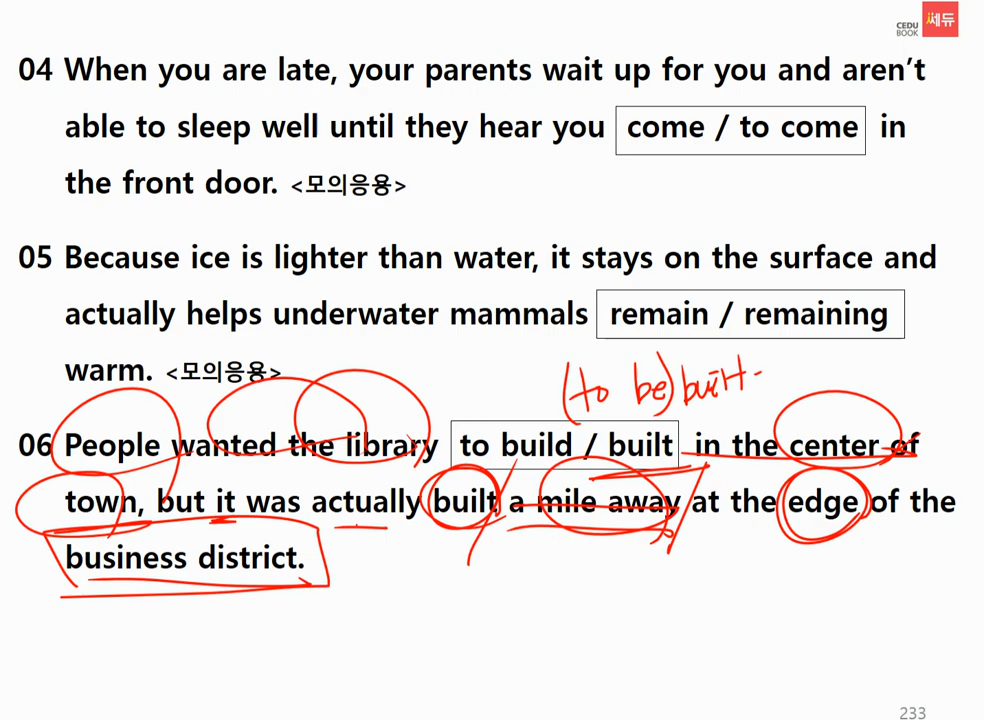 CEDU
BOOK
쎄듀
04 When you are late, your parents wait up for you and aren't
able to sleep well until they hear you come / to come in
the front door. <모의응용>
05 Because ice is lighter than water, it stays on the surface and
actually helps underwater mammals remain / remaining
warm. <모의응용>
(to be) built
06 People wanted the library to build / built in the center of
town, but it was actually built a mile away at the edge of the
business district.
233